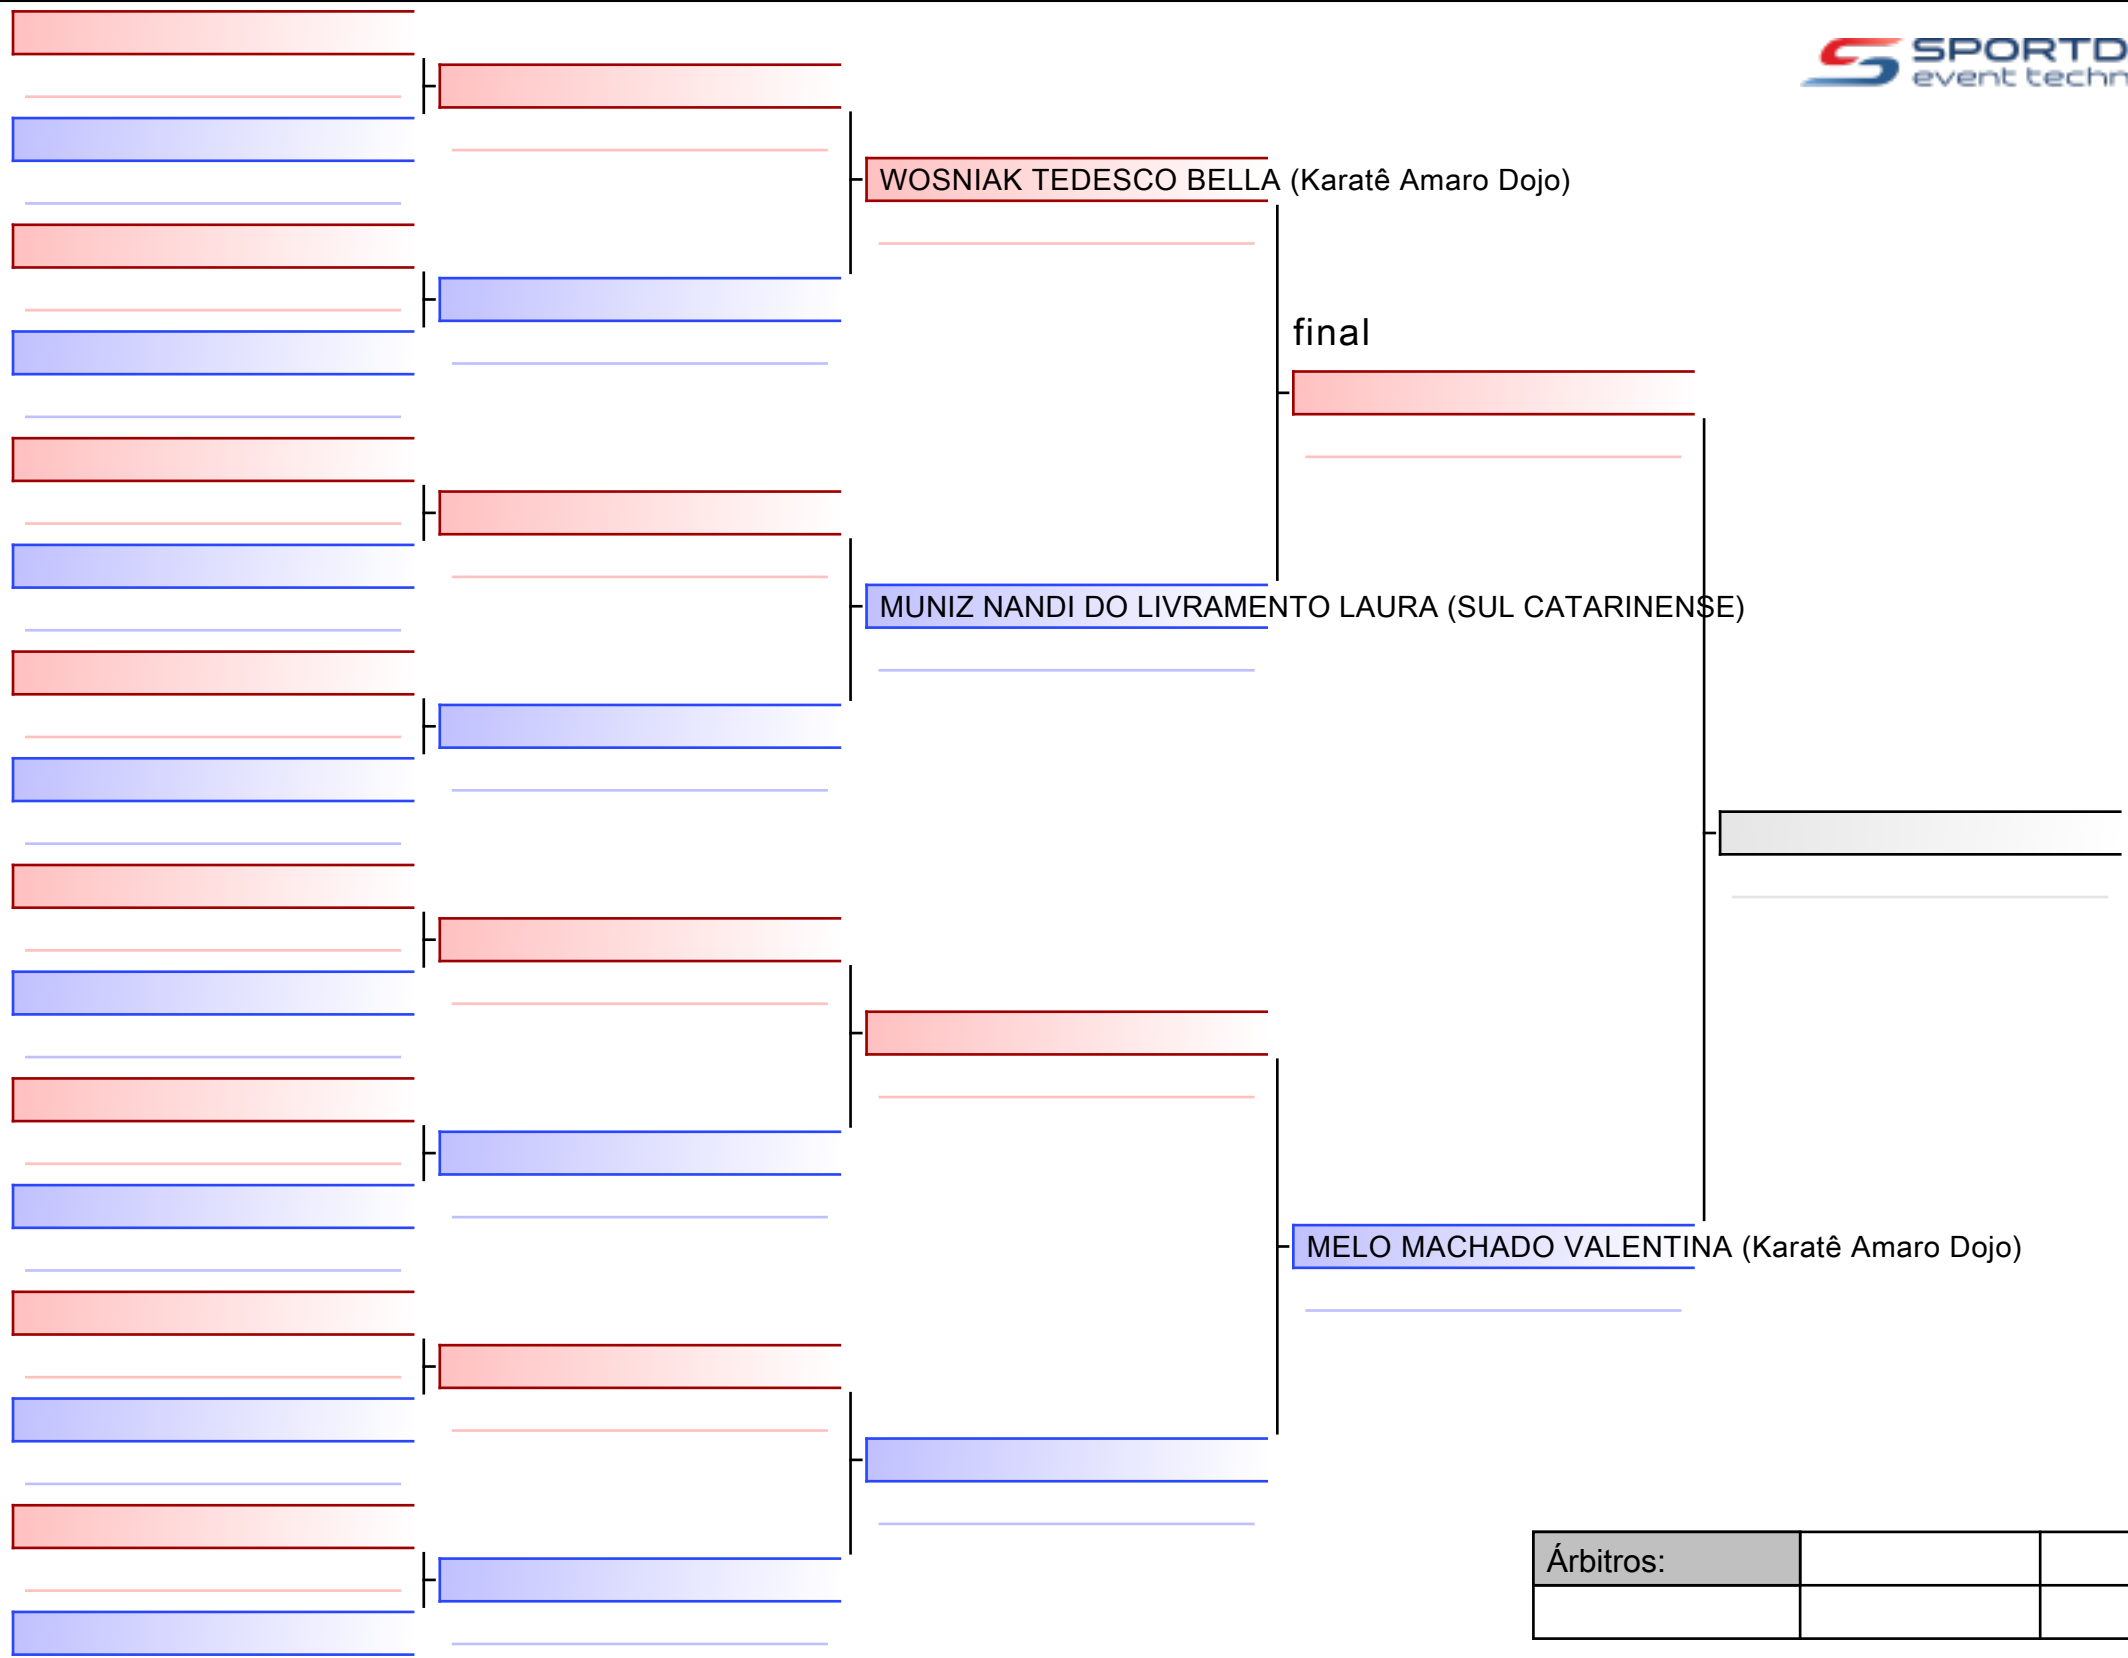 SPORTD
event techn
WOSNIAK TEDESCO BELLA (Karatê Amaro Dojo)
final
MUNIZ NANDI DO LIVRAMENTO LAURA (SUL CATARINENSE)
MELO MACHADO VALENTINA (Karatê Amaro Dojo)
Árbitros: